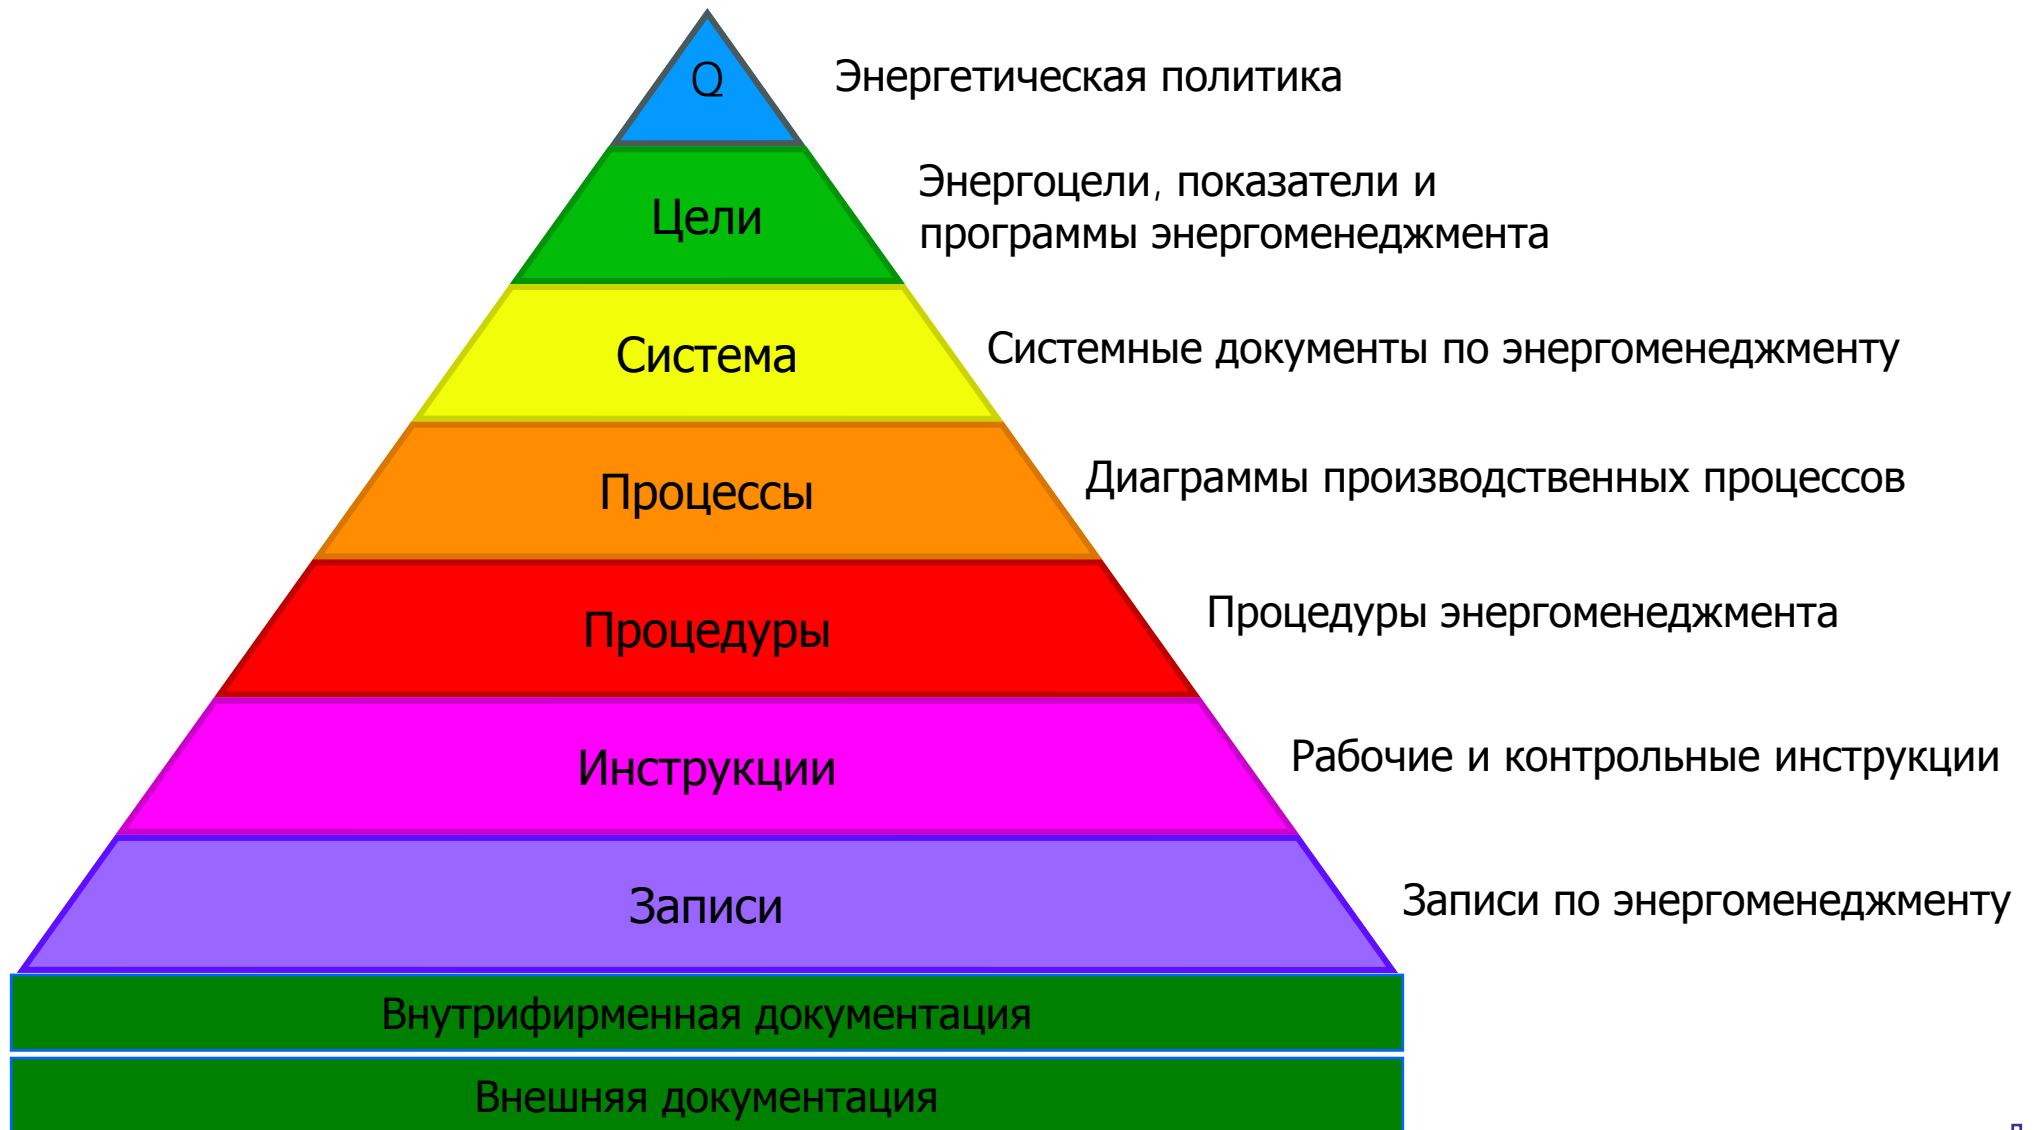 Q
Энергетическая политика
Цели
Энергоцели, показатели и
программы энергоменеджмента
Система
Системные документы по энергоменеджменту
Процессы
Диаграммы производственных процессов
Процедуры
Процедуры энергоменеджмента
Инструкции
Рабочие и контрольные инструкции
Записи
Записи по энергоменеджменту
Внутрифирменная документация
Внешняя документация